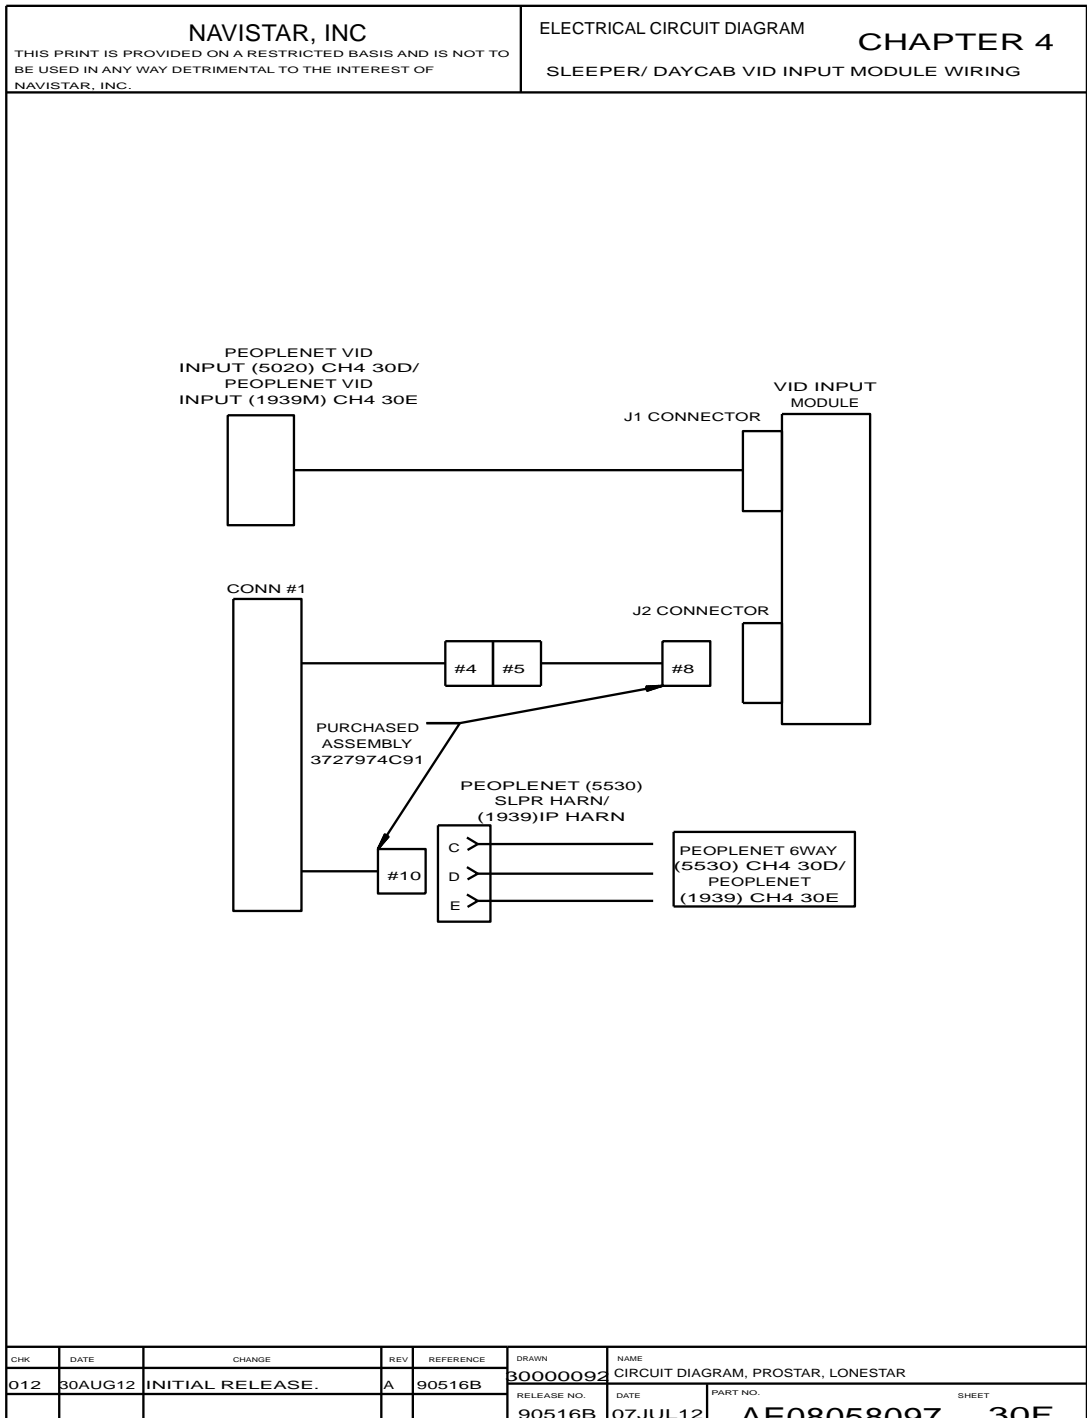 NAVISTAR, INC
THIS PRINT IS PROVIDED ON A RESTRICTED BASIS AND IS NOT TO
BE USED IN ANY WAY DETRIMENTAL TO THE INTEREST OF
NAVISTAR, INC.
ELECTRICAL CIRCUIT DIAGRAM
CHAPTER 4
SLEEPER/ DAYCAB VID INPUT MODULE WIRING
PEOPLENET VID
INPUT (5020) CH4 30D/
PEOPLENET VID
INPUT (1939M) CH4 30E
VID INPUT
MODULE
J1 CONNECTOR
CONN #1
J2 CONNECTOR
#4
#5
#8
PURCHASED
ASSEMBLY
3727974C91
PEOPLENET (5530)
SLPR HARN/
(1939)IP HARN
C
D
E
#10
PEOPLENET 6WAY
(5530) CH4 30D/
PEOPLENET
(1939) CH4 30E
CHK DATE CHANGE REV REFERENCE
012 30AUG12 INITIAL RELEASE. A 90516B
DRAWN
30000092
NAME
CIRCUIT DIAGRAM, PROSTAR, LONESTAR
RELEASE NO. DATE PART NO. SHEET
90516B 07JUL12 AE08058097 30E